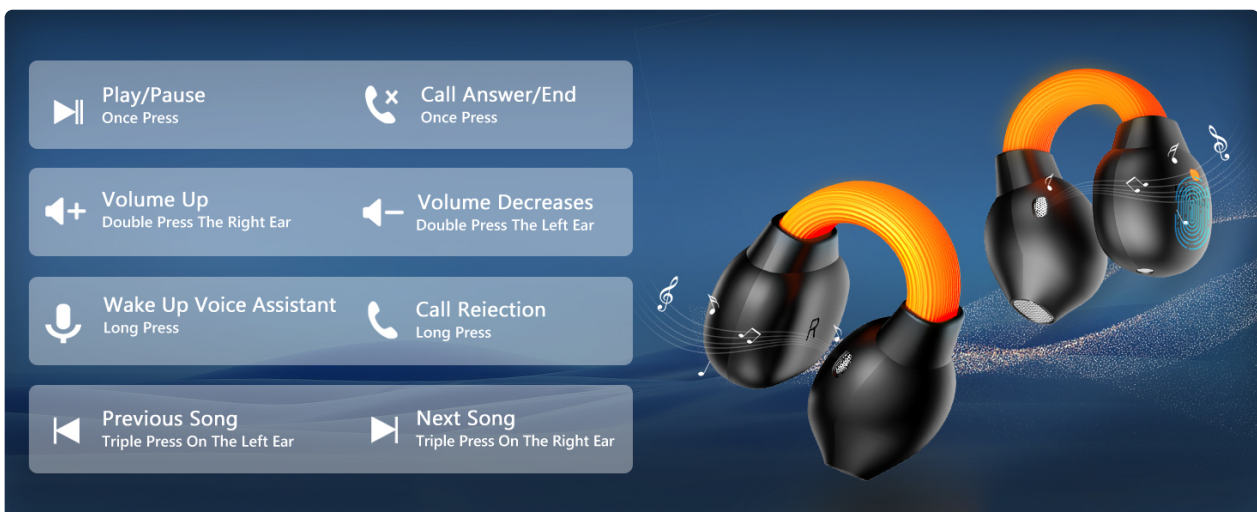 Play/Pause
Once Press
Call Answer/End
Once Press
Volume Up
Double Press The Right Ear
Volume Decreases
Double Press The Left Ear
Wake Up Voice Assistant
Long Press
Call Reiection
Long Press
Previous Song
Triple Press On The Left Ear
Next Song
Triple Press On The Right Ear
R